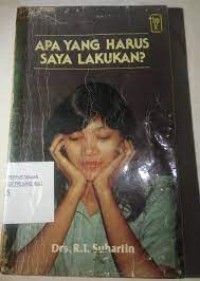 APA YANG HARUS
SAYA LAKUKAN?
Drs. R.I. Suhartin